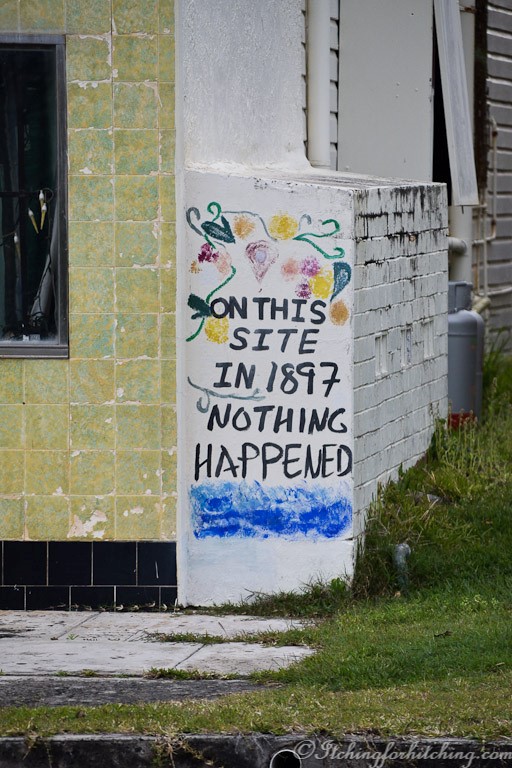 ON THIS
SITE
IN 1897
NOTHING
HAPPENED
©Itchingforhitching.com